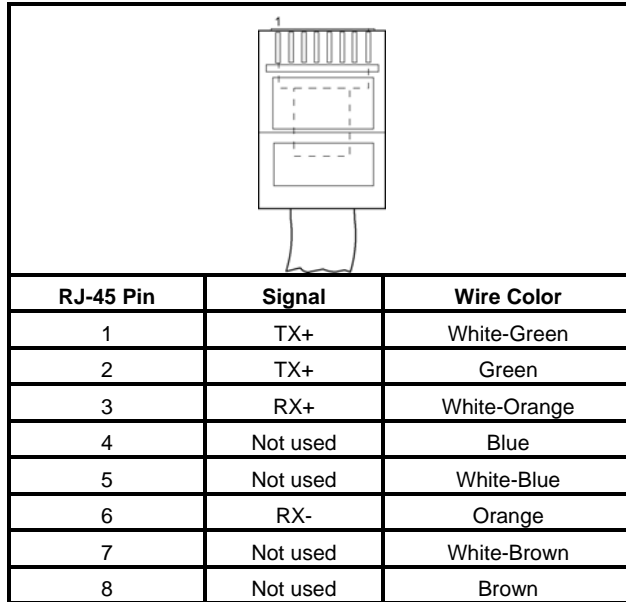 1
RJ-45 Pin Signal Wire Color
1 TX+ White-Green
2 TX+ Green
3 RX+ White-Orange
4 Not used Blue
5 Not used White-Blue
6 RX- Orange
7 Not used White-Brown
8 Not used Brown